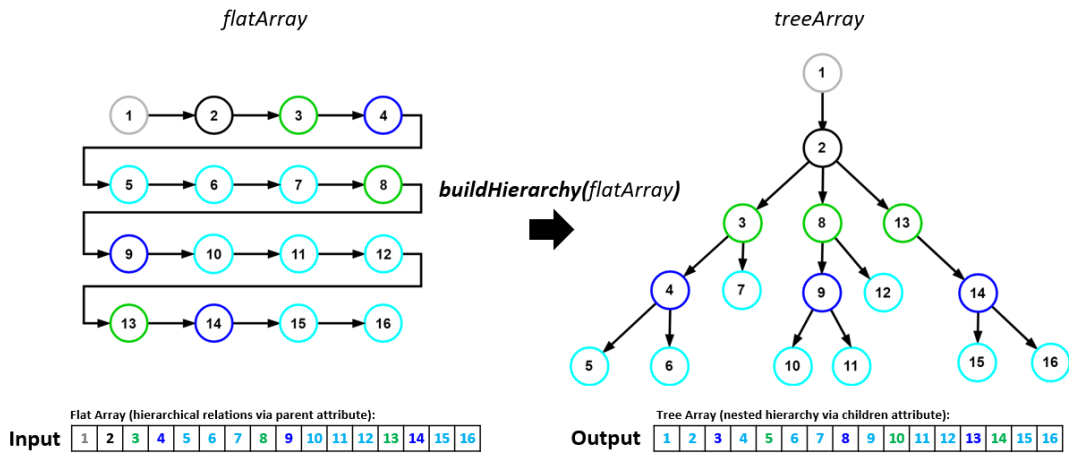 flatArray
treeArray
1
1 2 3 4
2
5 6 7 8
buildHierarchy(flatArray)
3 8 13
9 10 11 12
4 7 9 12 14
13 14 15 16
5 6 10 11 15 16
Flat Array (hierarchical relations via parent attribute):
Input 1 2 3 4 5 6 7 8 9 10 11 12 13 14 15 16
Tree Array (nested hierarchy via children attribute):
Output 1 2 3 4 5 6 7 8 9 10 11 12 13 14 15 16